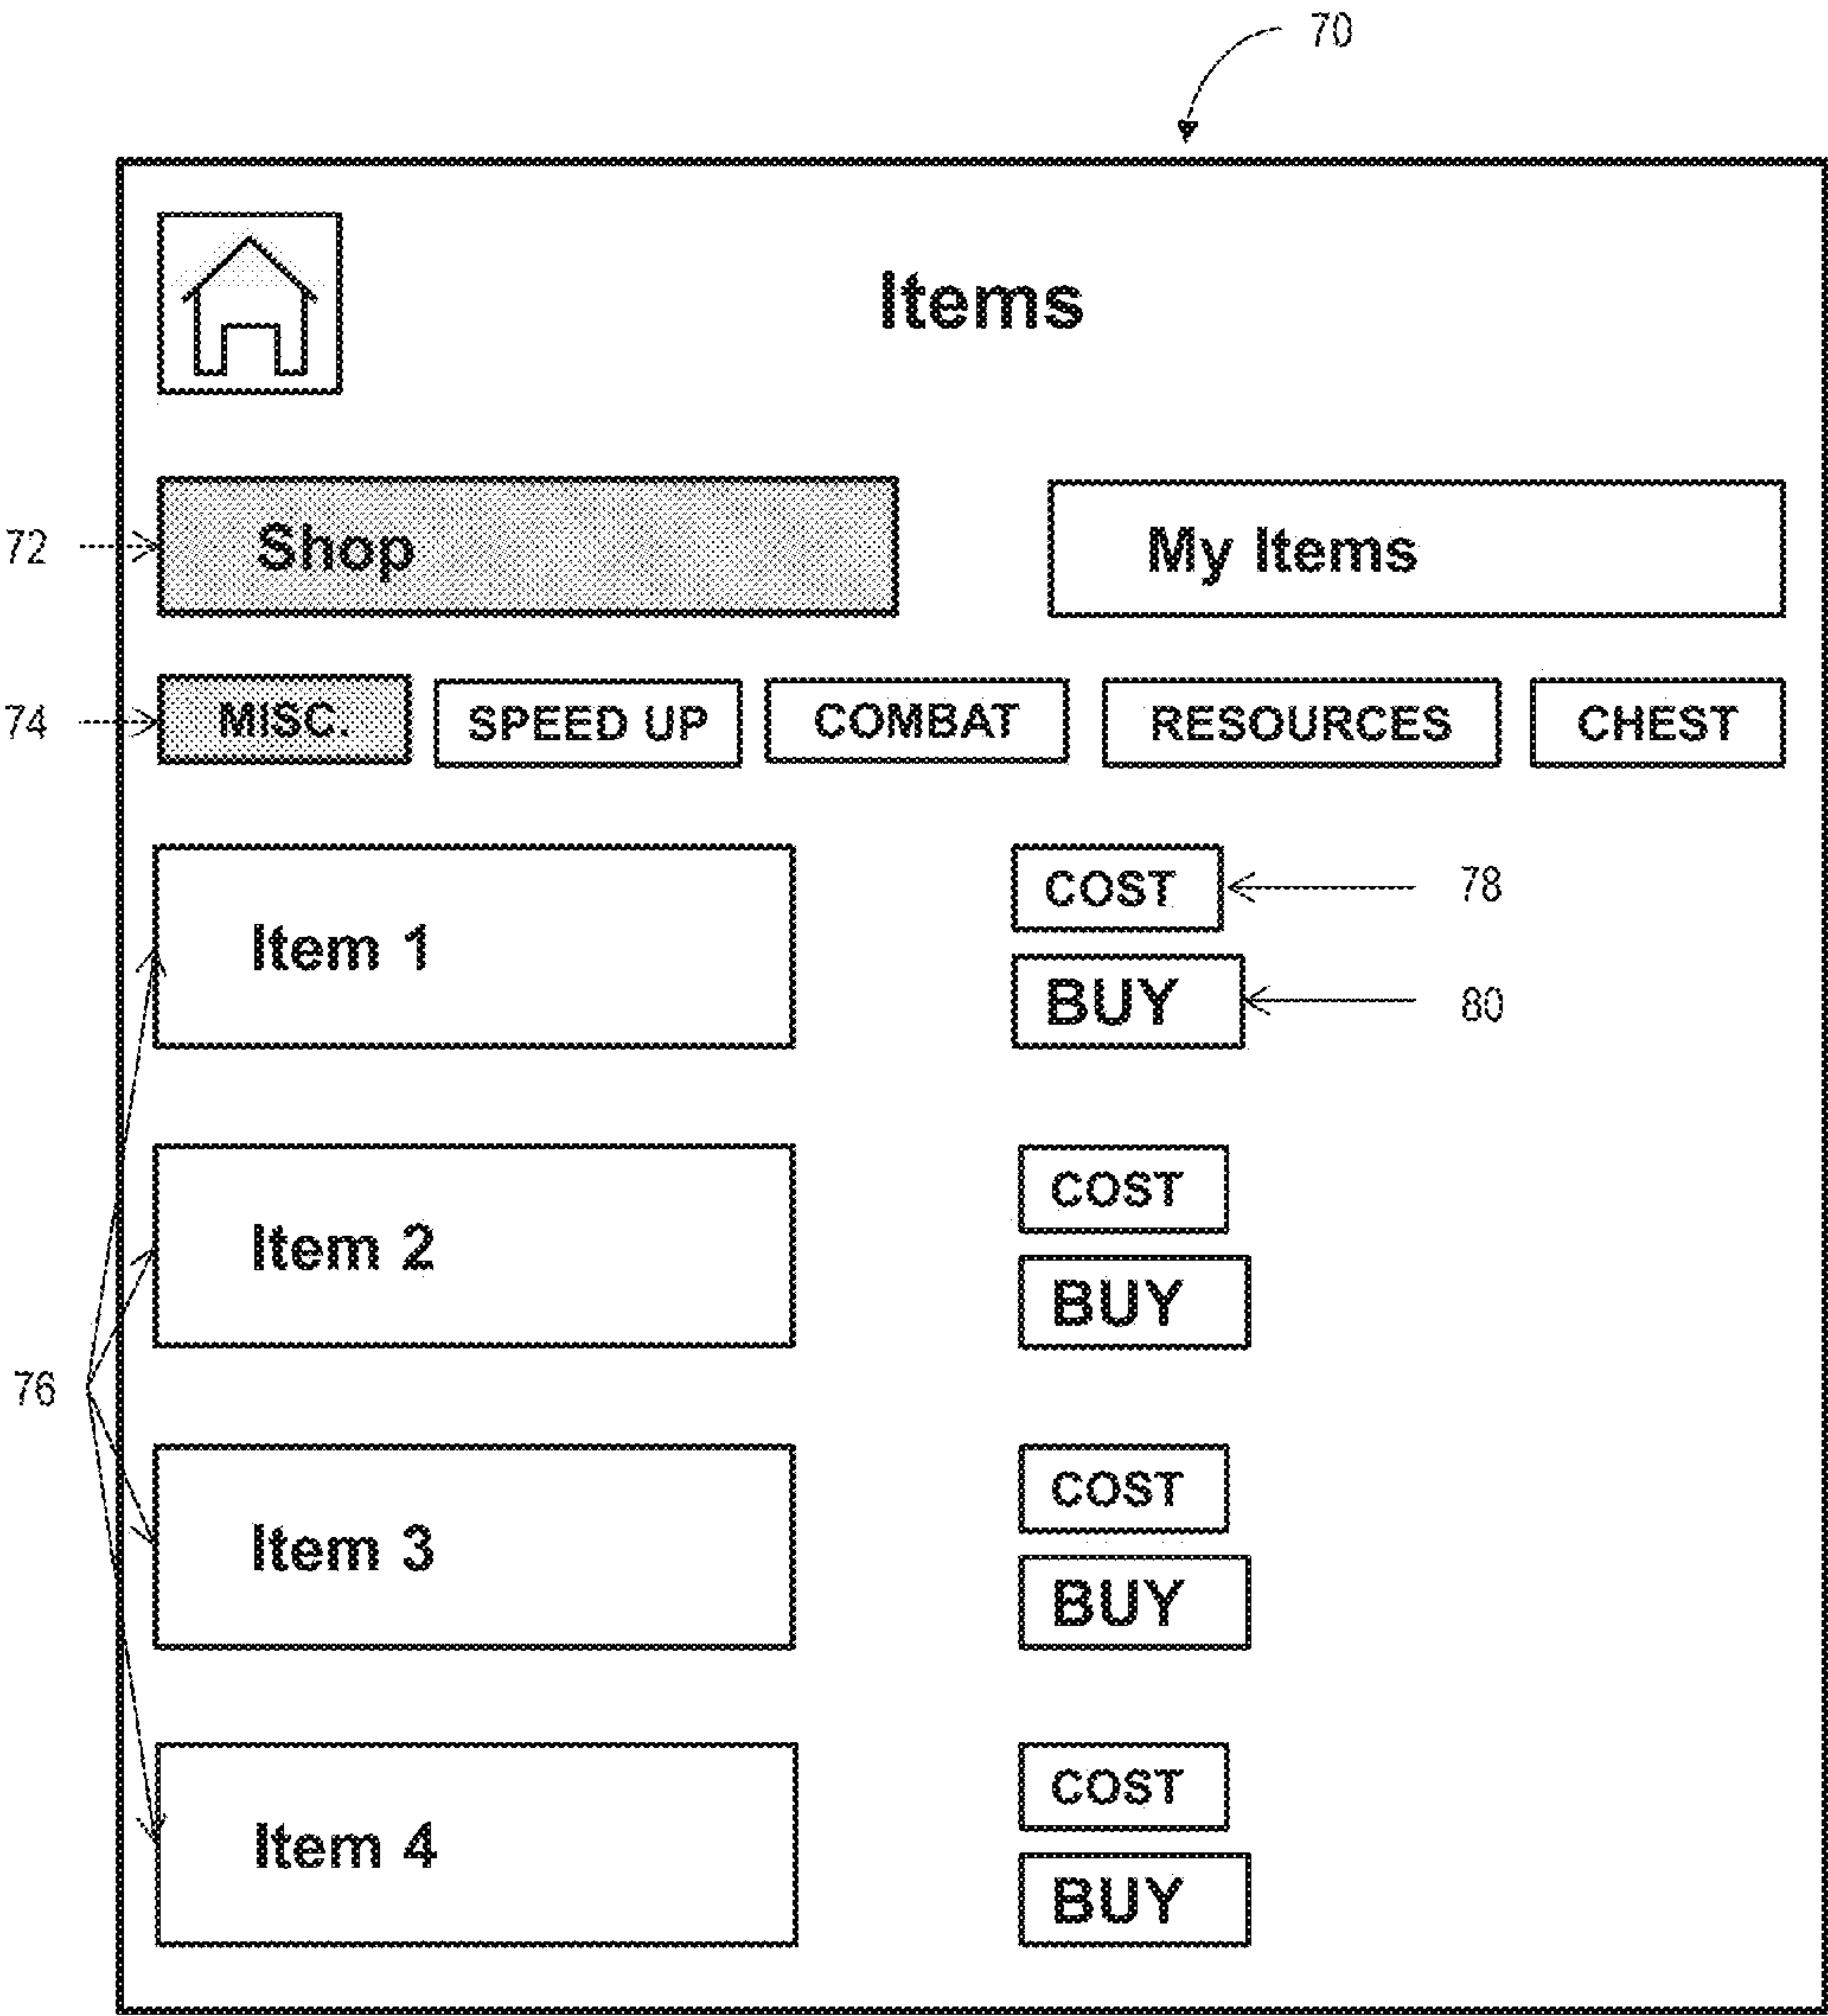 70
Items
72 Shop My Items
74 MISC. SPEED UP COMBAT RESOURCES CHEST
COST 78
Item 1
BUY 80
COST
Item 2
BUY
76
COST
Item 3
BUY
COST
Item 4
BUY